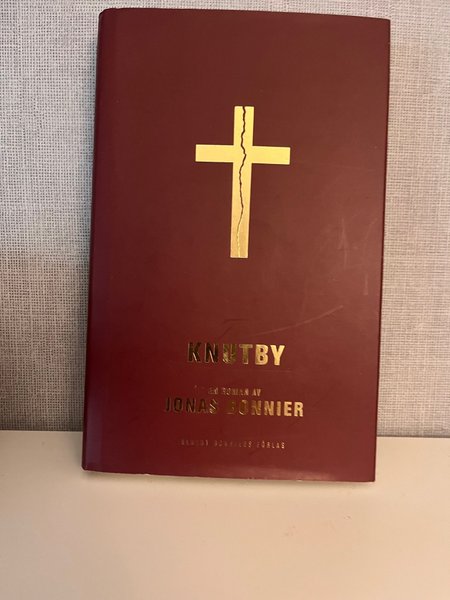 KNUTBY
EN ROMAN AV
JONAS BONNIER
ALBERT BONNIERS FÖRLAG